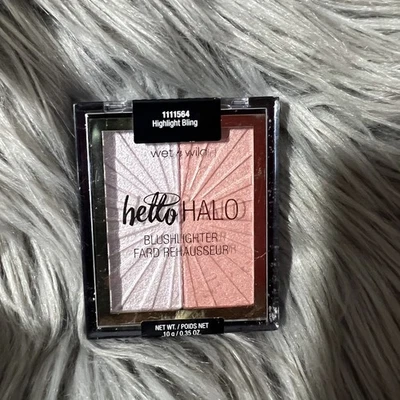 1111564
Highlight Bling
wet n wild
hello HALO
BLUSHLIGHTER
FARD REHAUSSEUR
NET WT. / POIDS NET
10 g / 0.35 OZ.